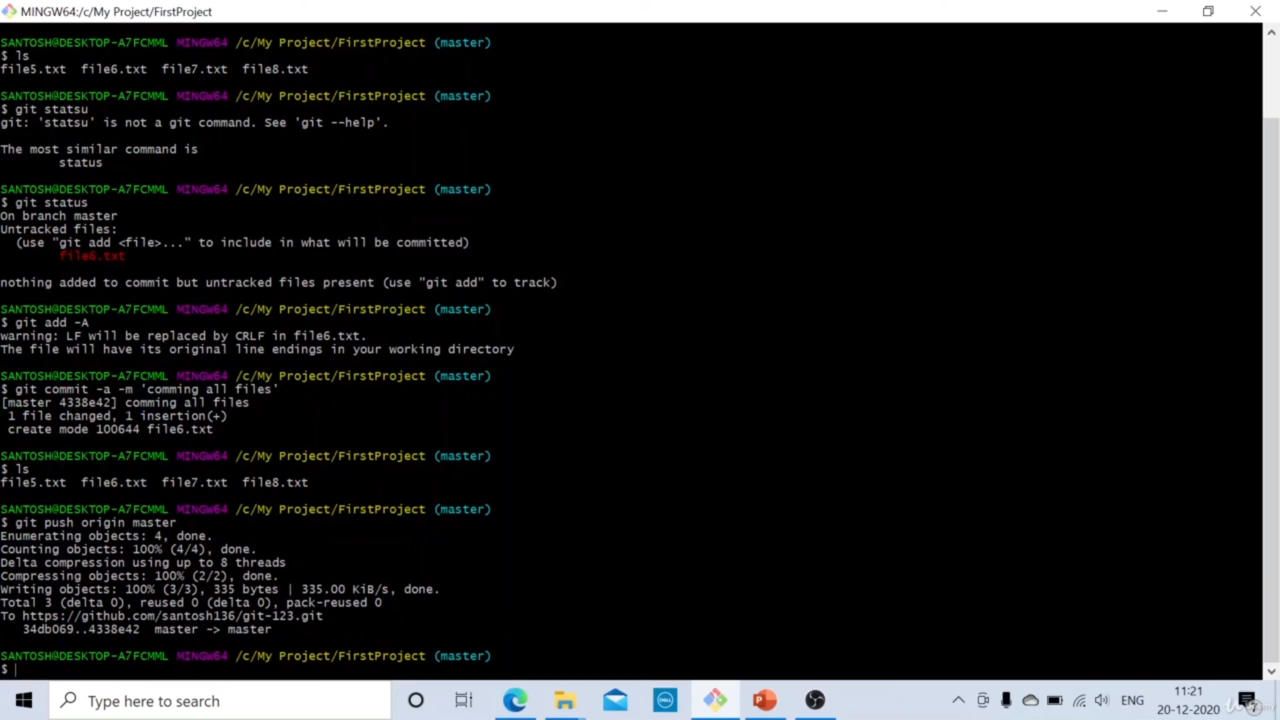 MINGW64:/c/My Project/FirstProject
SANTOSH@DESKTOP-A7FCMML MINGW64 /c/My Project/FirstProject (master)
$ ls
file5.txt  file6.txt  file7.txt  file8.txt
SANTOSH@DESKTOP-A7FCMML MINGW64 /c/My Project/FirstProject (master)
$ git statsu
git: 'statsu' is not a git command. See 'git --help'.
The most similar command is
status
SANTOSH@DESKTOP-A7FCMML MINGW64 /c/My Project/FirstProject (master)
$ git status
On branch master
Untracked files:
(use "git add <file>..." to include in what will be committed)
file6.txt
nothing added to commit but untracked files present (use "git add" to track)
SANTOSH@DESKTOP-A7FCMML MINGW64 /c/My Project/FirstProject (master)
$ git add -A
warning: LF will be replaced by CRLF in file6.txt.
The file will have its original line endings in your working directory
SANTOSH@DESKTOP-A7FCMML MINGW64 /c/My Project/FirstProject (master)
$ git commit -a -m 'comming all files'
[master 4338e42] comming all files
1 file changed, 1 insertion(+)
create mode 100644 file6.txt
SANTOSH@DESKTOP-A7FCMML MINGW64 /c/My Project/FirstProject (master)
$ ls
file5.txt  file6.txt  file7.txt  file8.txt
SANTOSH@DESKTOP-A7FCMML MINGW64 /c/My Project/FirstProject (master)
$ git push origin master
Enumerating objects: 4, done.
Counting objects: 100% (4/4), done.
Delta compression using up to 8 threads
Compressing objects: 100% (2/2), done.
Writing objects: 100% (3/3), 335 bytes | 335.00 KiB/s, done.
Total 3 (delta 0), reused 0 (delta 0), pack-reused 0
To https://github.com/santosh136/git-123.git
34db069..4338e42  master -> master
SANTOSH@DESKTOP-A7FCMML MINGW64 /c/My Project/FirstProject (master)
$
Type here to search
DELL
ENG
11:21
20-12-2020